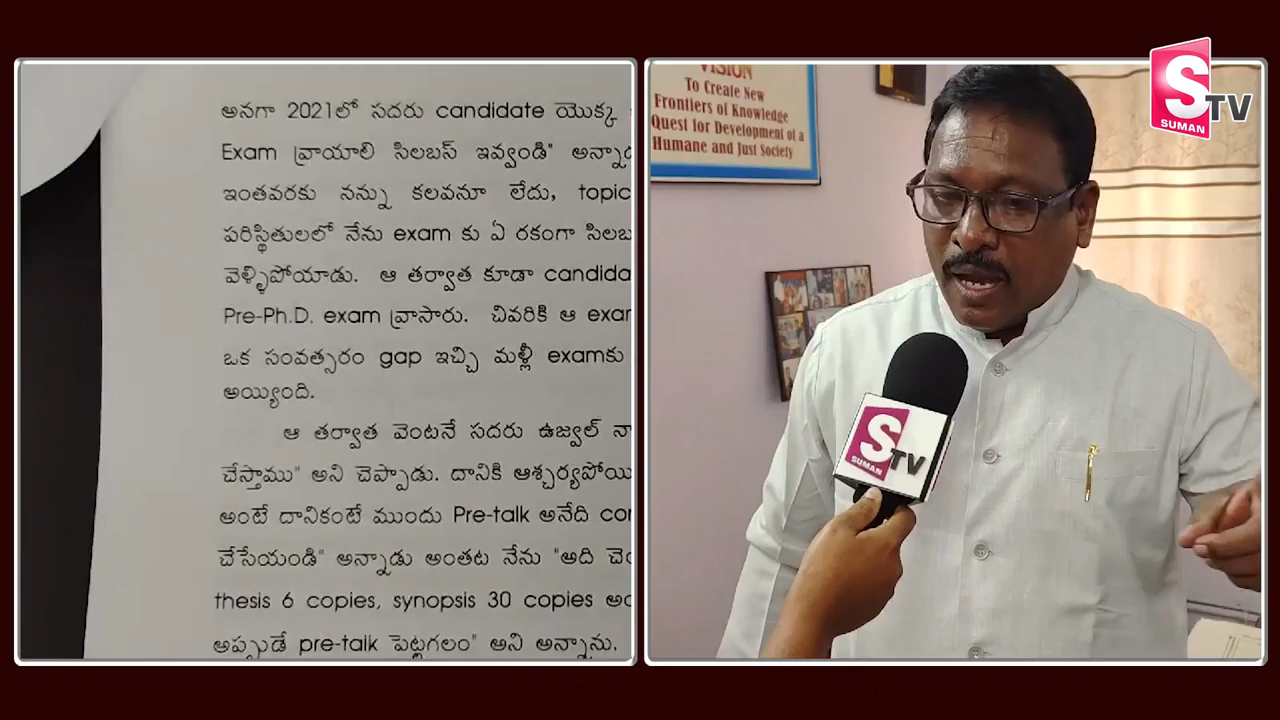 అనగా 2021లో సదరు candidate యొక్క
Exam వ్రాయాలి సిలబస్ ఇవ్వండి" అన్నాడ
ఇంతవరకు నన్ను కలవనూ లేదు, topic
పరిస్థితులలో నేను exam కు ఏ రకంగా సిలబ
వెళ్ళిపోయాడు. ఆ తర్వాత కూడా candida
Pre-Ph.D. exam వ్రాసారు. చివరికి ఆ exar
ఒక సంవత్సరం gap ఇచ్చి మళ్లీ examకు
అయ్యింది.
ఆ తర్వాత వెంటనే సదరు ఉజ్వల్ నా
చేస్తాము" అని చెప్పాడు. దానికి ఆశ్చర్యపోయి
అంటే దానికంటే ముందు Pre-talk అనేది cor
చేసేయండి" అన్నాడు అంతట నేను "అది చె
thesis 6 copies, synopsis 30 copies అం
అప్పుడే pre-talk పెట్టగలం" అని అన్నాను.
VISION
To Create New
Frontiers of Knowledge
Quest for Development of a
Humane and Just Society
S TV
SUMAN
S TV
SUMAN